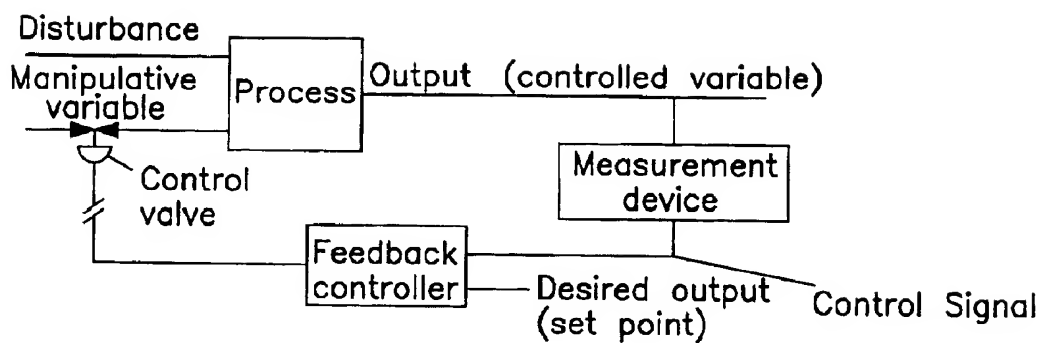 Disturbance
Manipulative
variable
Process
Output (controlled variable)
Control
valve
Measurement
device
Feedback
controller
Desired output
(set point)
Control Signal